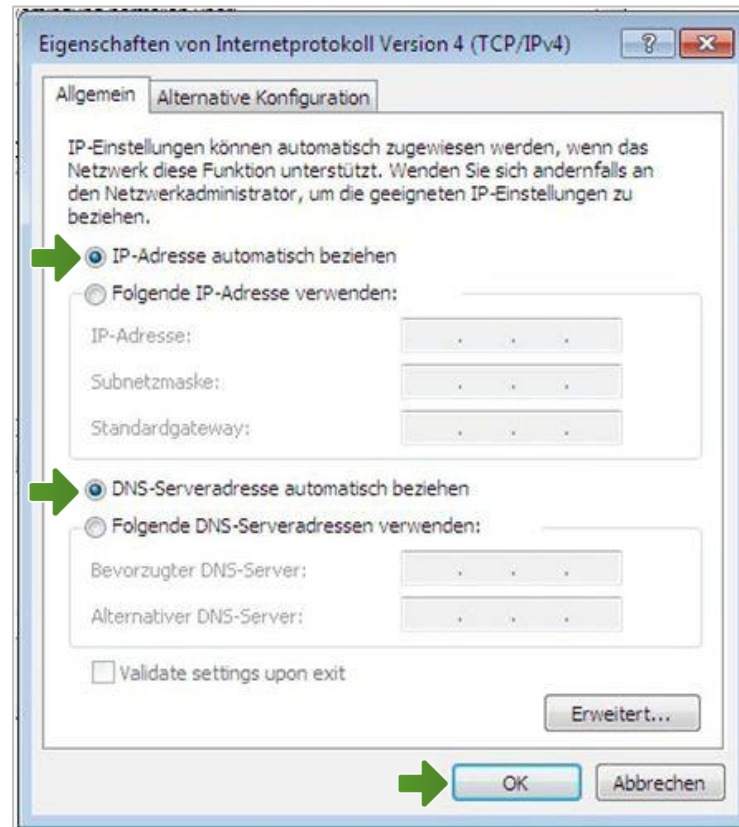 Eigenschaften von Internetprotokoll Version 4 (TCP/IPv4)
Allgemein
Alternative Konfiguration
IP-Einstellungen können automatisch zugewiesen werden, wenn das
Netzwerk diese Funktion unterstützt. Wenden Sie sich andernfalls an
den Netzwerkadministrator, um die geeigneten IP-Einstellungen zu
beziehen.
IP-Adresse automatisch beziehen
Folgende IP-Adresse verwenden:
IP-Adresse:
Subnetzmaske:
Standardgateway:
DNS-Serveradresse automatisch beziehen
Folgende DNS-Serveradressen verwenden:
Bevorzugter DNS-Server:
Alternativer DNS-Server:
Validate settings upon exit
Erweitert...
OK
Abbrechen